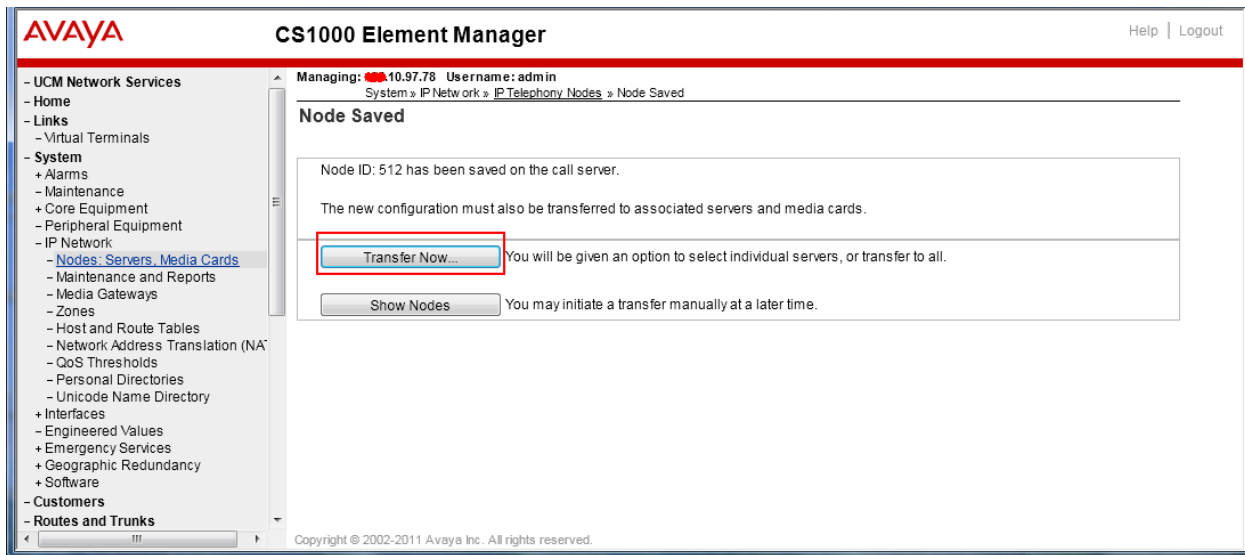 AVAYA
CS1000 Element Manager
Help | Logout
- UCM Network Services
- Home
- Links
- Virtual Terminals
- System
+ Alarms
- Maintenance
+ Core Equipment
- Peripheral Equipment
- IP Network
- Nodes: Servers, Media Cards
- Maintenance and Reports
- Media Gateways
- Zones
- Host and Route Tables
- Network Address Translation (NAT
- QoS Thresholds
- Personal Directories
- Unicode Name Directory
+ Interfaces
- Engineered Values
+ Emergency Services
+ Geographic Redundancy
+ Software
- Customers
- Routes and Trunks
Managing: .10.97.78 Username: admin
System » IP Network » IP Telephony Nodes » Node Saved
Node Saved
Node ID: 512 has been saved on the call server.
The new configuration must also be transferred to associated servers and media cards.
Transfer Now... You will be given an option to select individual servers, or transfer to all.
Show Nodes You may initiate a transfer manually at a later time.
Copyright © 2002-2011 Avaya Inc. All rights reserved.